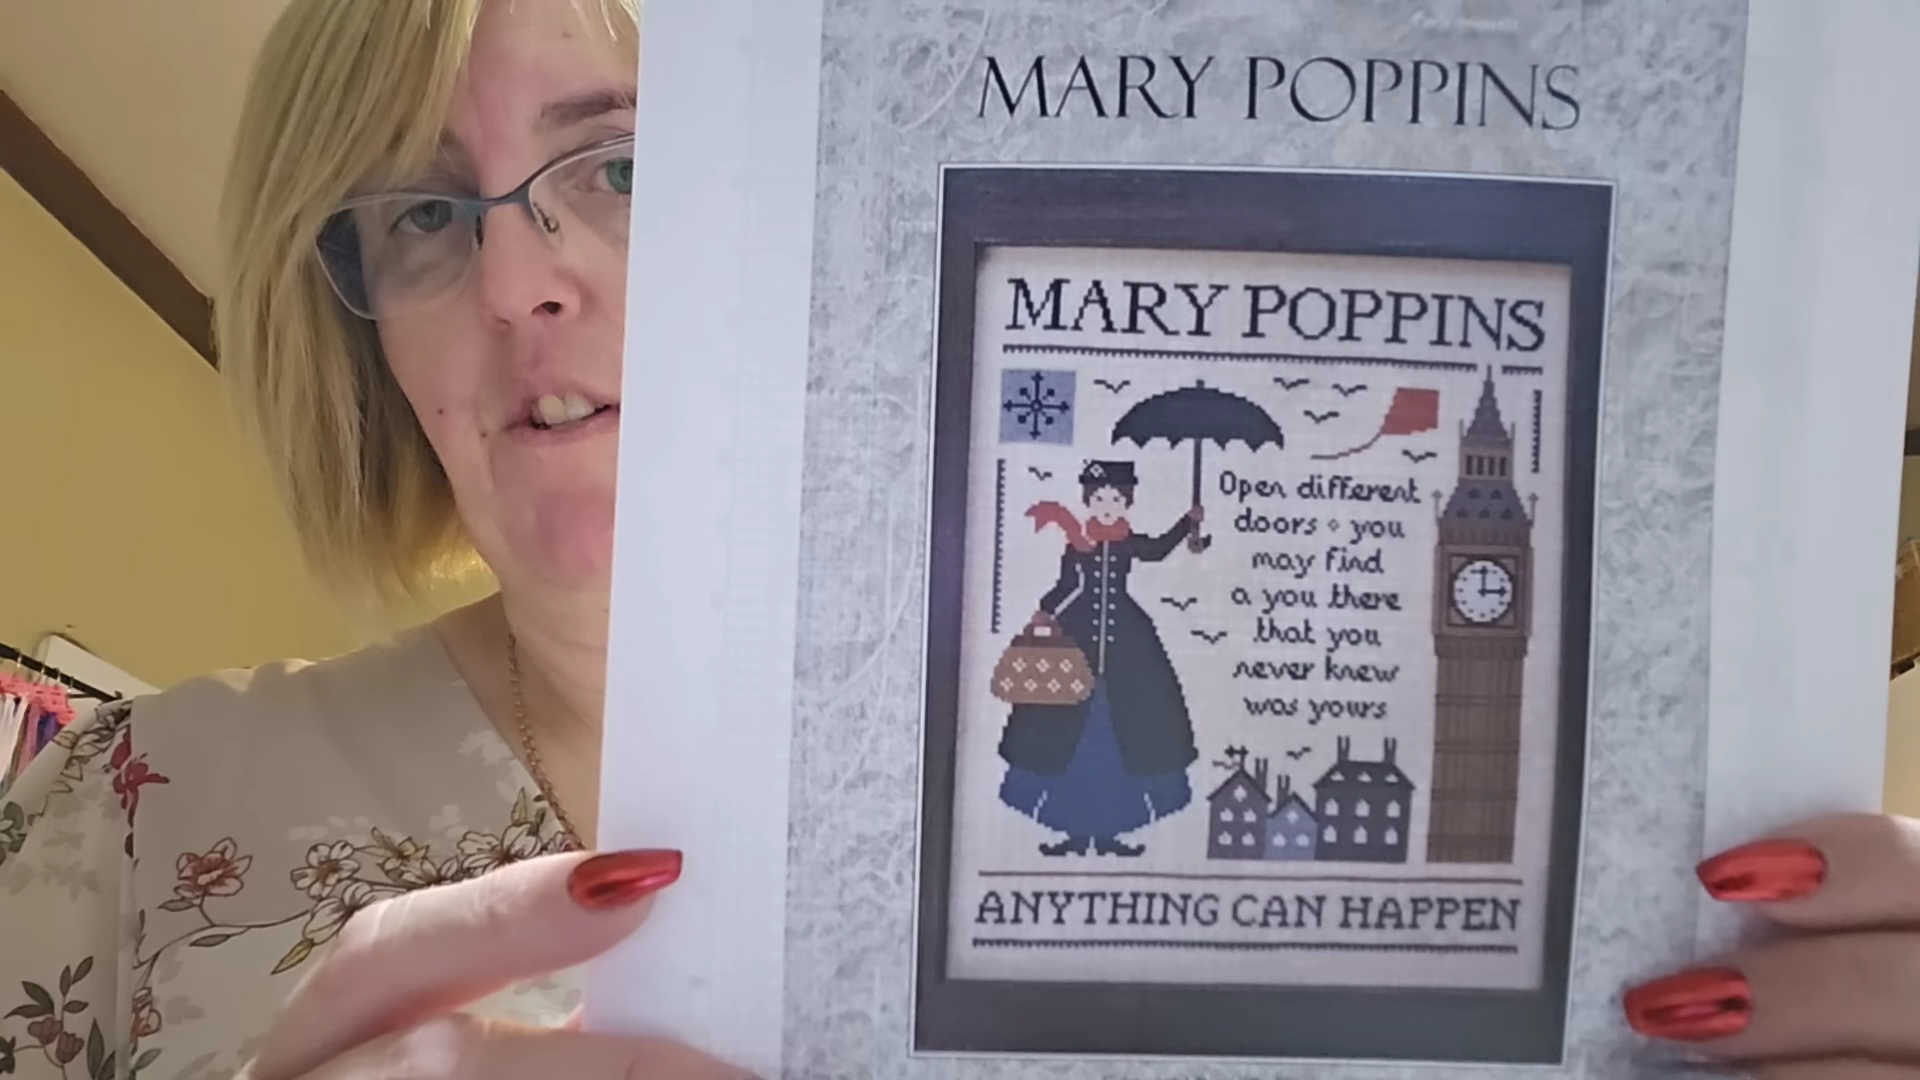 MARY POPPINS
MARY POPPINS
Open different
doors & you
may find
a you there
that you
never knew
was yours
ANYTHING CAN HAPPEN